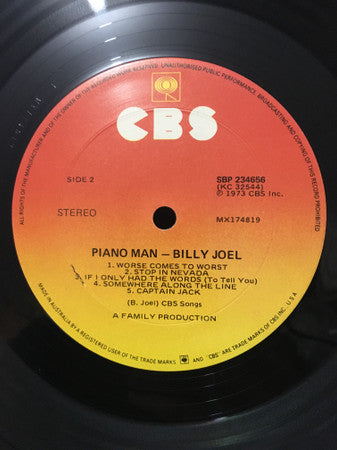 ALL RIGHTS OF THE MANUFACTURER AND OF THE OWNER OF THE RECORDED WORK RESERVED. UNAUTHORISED PUBLIC PERFORMANCE, BROADCASTING AND COPYING OF THIS RECORD PROHIBITED
CBS
SIDE 2
SBP 234656
(KC 32544)
℗ 1973 CBS Inc.
STEREO
MX174819
PIANO MAN – BILLY JOEL
1. WORSE COMES TO WORST
2. STOP IN NEVADA
IF I ONLY HAD THE WORDS (To Tell You)
4. SOMEWHERE ALONG THE LINE
5. CAPTAIN JACK
(B. Joel) CBS Songs
A FAMILY PRODUCTION
MADE IN AUSTRALIA BY A REGISTERED USER OF THE TRADE MARKS. AND 'CBS' ARE TRADE MARKS OF CBS INC., U.S.A.